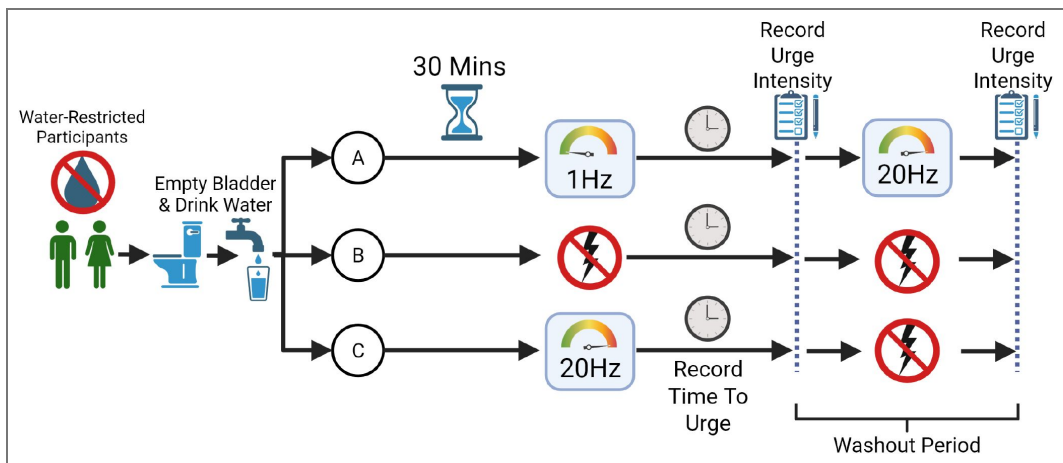 Water-Restricted
Participants
Empty Bladder
& Drink Water
30 Mins
A
B
C
1Hz
20Hz
Record
Time To
Urge
Record
Urge
Intensity
20Hz
Record
Urge
Intensity
Washout Period